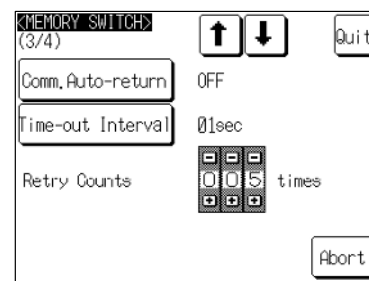 <MEMORY SWITCH>
(3/4)
Quit
Comm.Auto-return OFF
Time-out Interval 01sec
Retry Counts 005 times
Abort